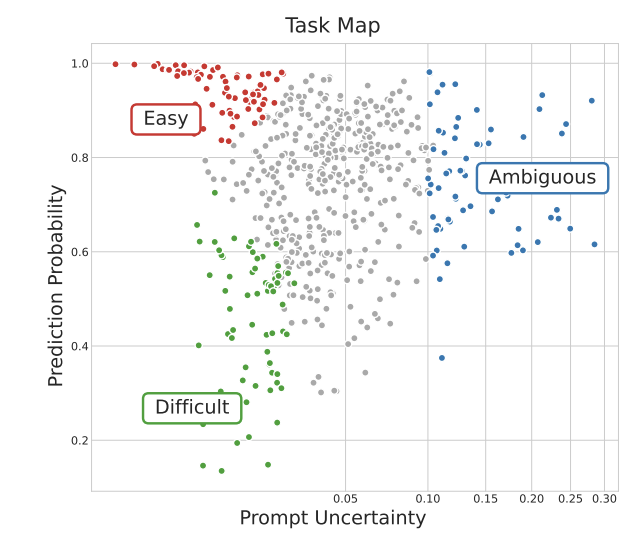 Task Map
1.0
Easy
0.8
Ambiguous
Prediction Probability
0.6
0.4
Difficult
0.2
0.05 0.10 0.15 0.20 0.25 0.30
Prompt Uncertainty